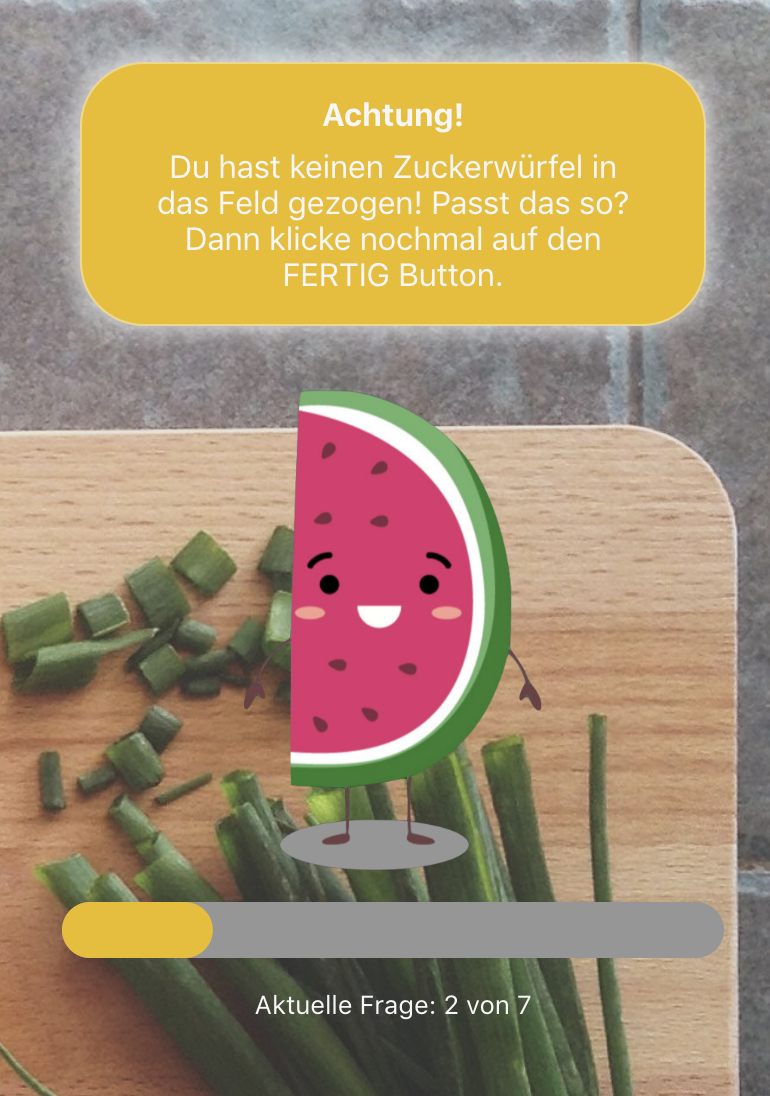 Achtung!
Du hast keinen Zuckerwürfel in
das Feld gezogen! Passt das so?
Dann klicke nochmal auf den
FERTIG Button.
Aktuelle Frage: 2 von 7